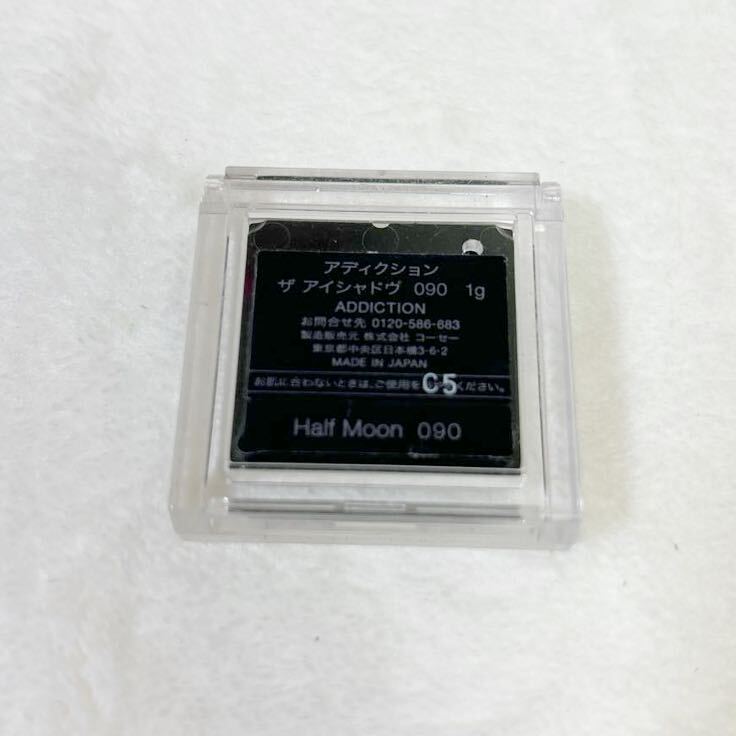 アディクション
ザ アイシャドウ 090 1g
ADDICTION
お問合せ先 0120-586-683
製造販売元 株式会社 コーセー
東京都中央区日本橋3-6-2
MADE IN JAPAN
お肌に合わないときは、ご使用を ください。
C5
Half Moon 090